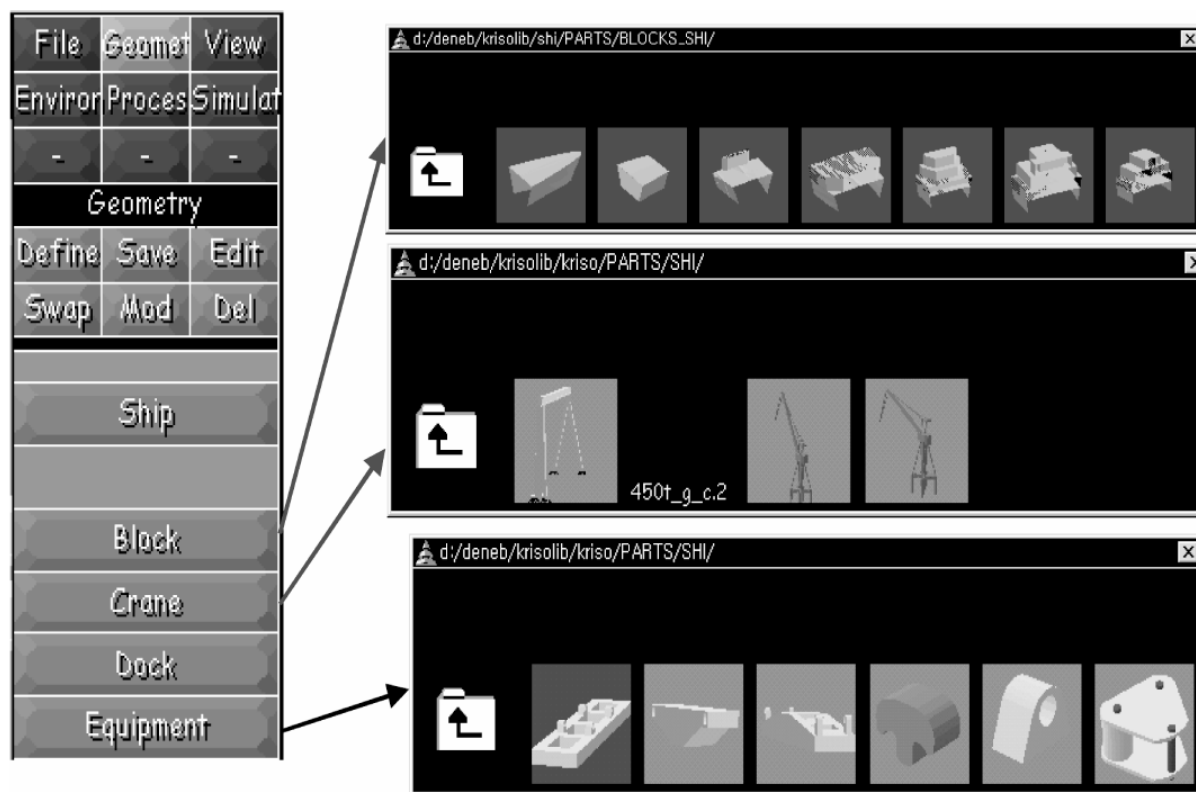 File Geomet View
Environ Proces Simulat
- - -
Geometry
Define Save Edit
Swap Mod Del
Ship
Block
Crane
Dock
Equipment
d:/deneb/krisolib/shi/PARTS/BLOCKS_SHI/
d:/deneb/krisolib/kriso/PARTS/SHI/
450t_g_c.2
d:/deneb/krisolib/kriso/PARTS/SHI/